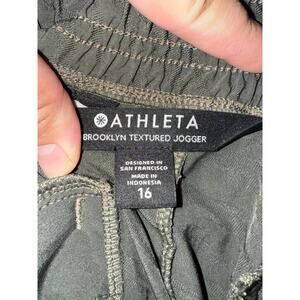 ATHLETA
BROOKLYN TEXTURED JOGGER
DESIGNED IN
SAN FRANCISCO
MADE IN
INDONESIA
16